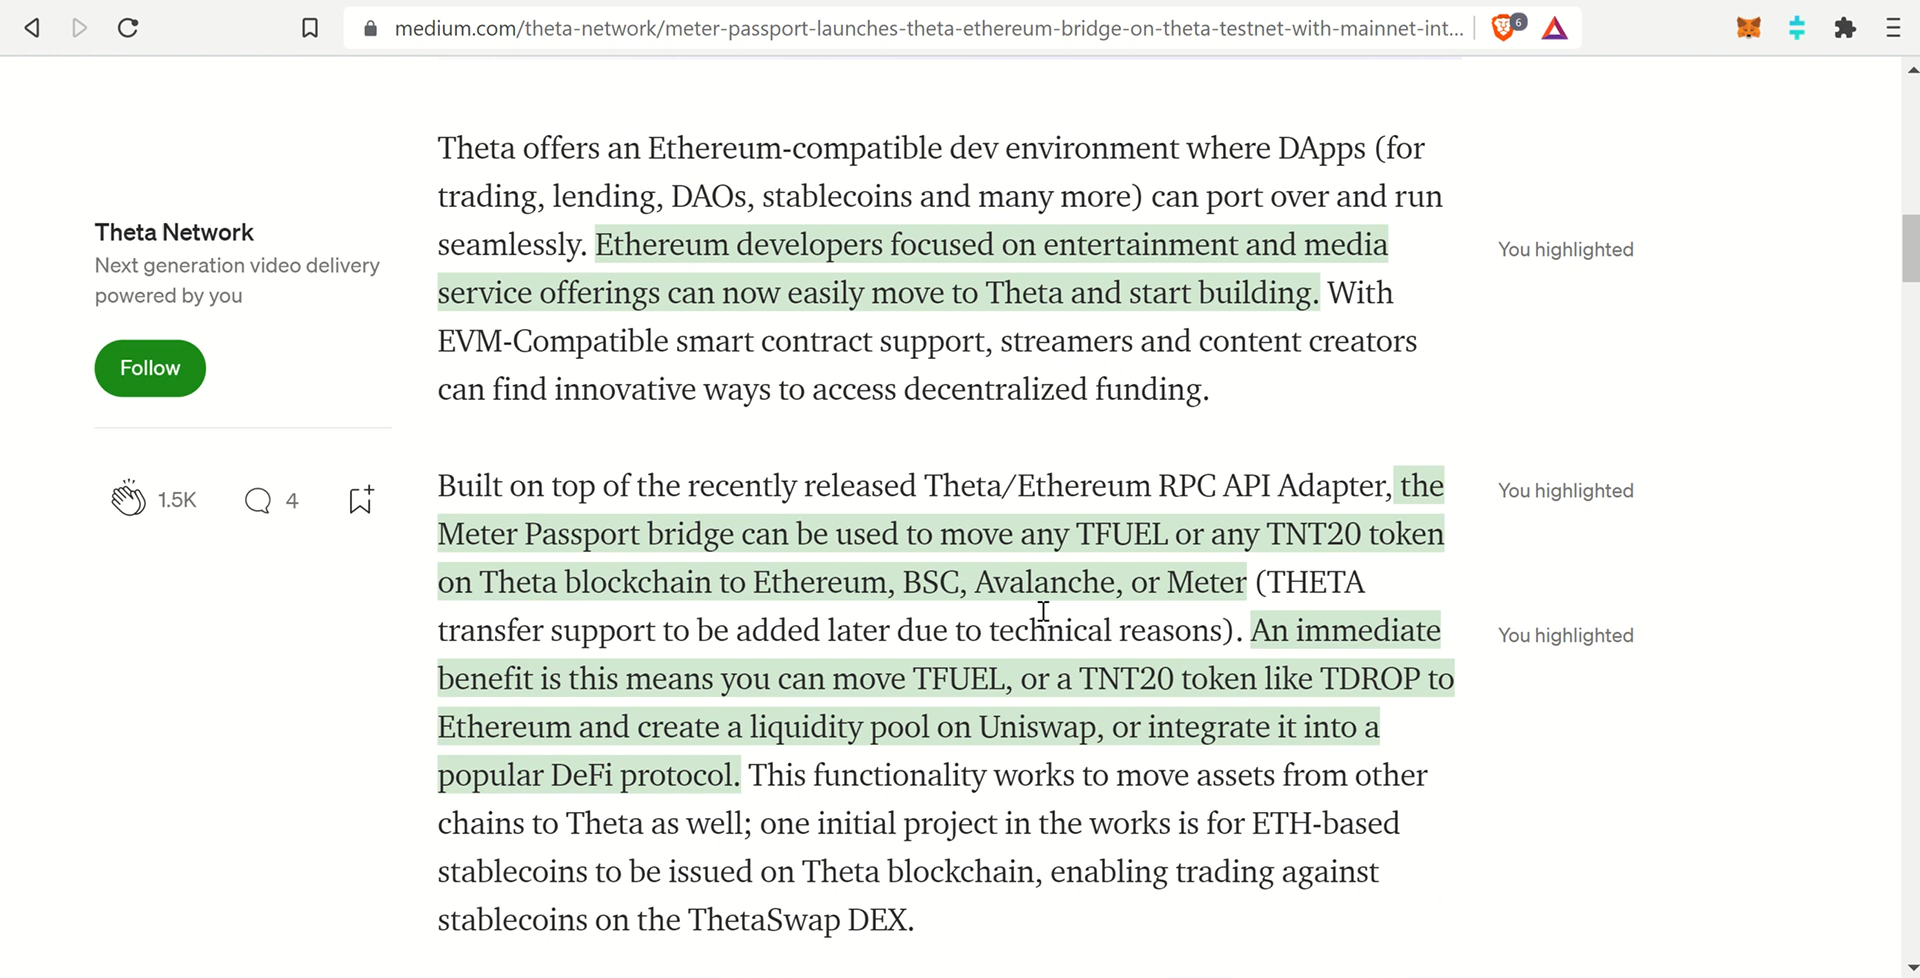 medium.com/theta-network/meter-passport-launches-theta-ethereum-bridge-on-theta-testnet-with-mainnet-int...
6
Theta Network
Next generation video delivery
powered by you
Follow
1.5K
4
Theta offers an Ethereum-compatible dev environment where DApps (for
trading, lending, DAOs, stablecoins and many more) can port over and run
seamlessly. Ethereum developers focused on entertainment and media
service offerings can now easily move to Theta and start building. With
EVM-Compatible smart contract support, streamers and content creators
can find innovative ways to access decentralized funding.
You highlighted
Built on top of the recently released Theta/Ethereum RPC API Adapter, the
Meter Passport bridge can be used to move any TFUEL or any TNT20 token
on Theta blockchain to Ethereum, BSC, Avalanche, or Meter (THETA
transfer support to be added later due to technical reasons). An immediate
benefit is this means you can move TFUEL, or a TNT20 token like TDROP to
Ethereum and create a liquidity pool on Uniswap, or integrate it into a
popular DeFi protocol. This functionality works to move assets from other
chains to Theta as well; one initial project in the works is for ETH-based
stablecoins to be issued on Theta blockchain, enabling trading against
stablecoins on the ThetaSwap DEX.
You highlighted
You highlighted